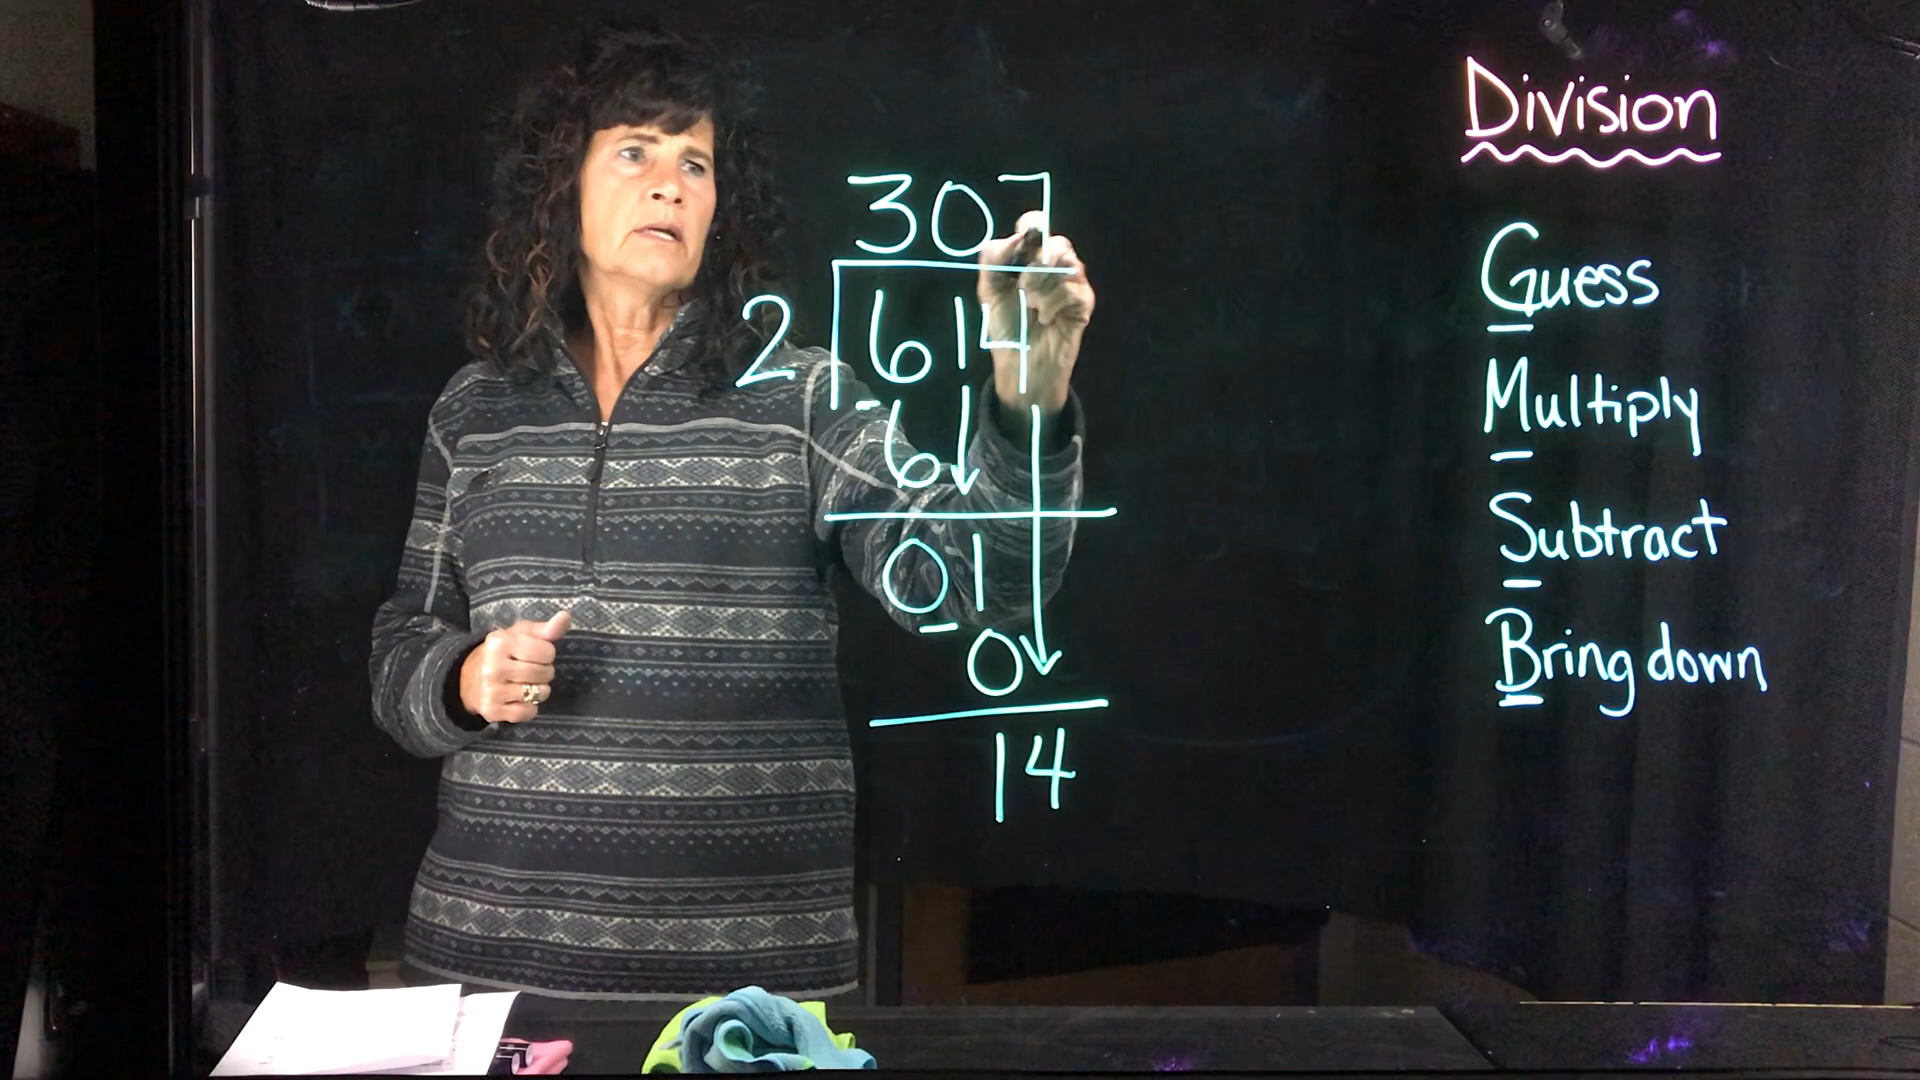 Division
Guess
Multiply
Subtract
Bring down
307
2 614
-6
01
-0
14